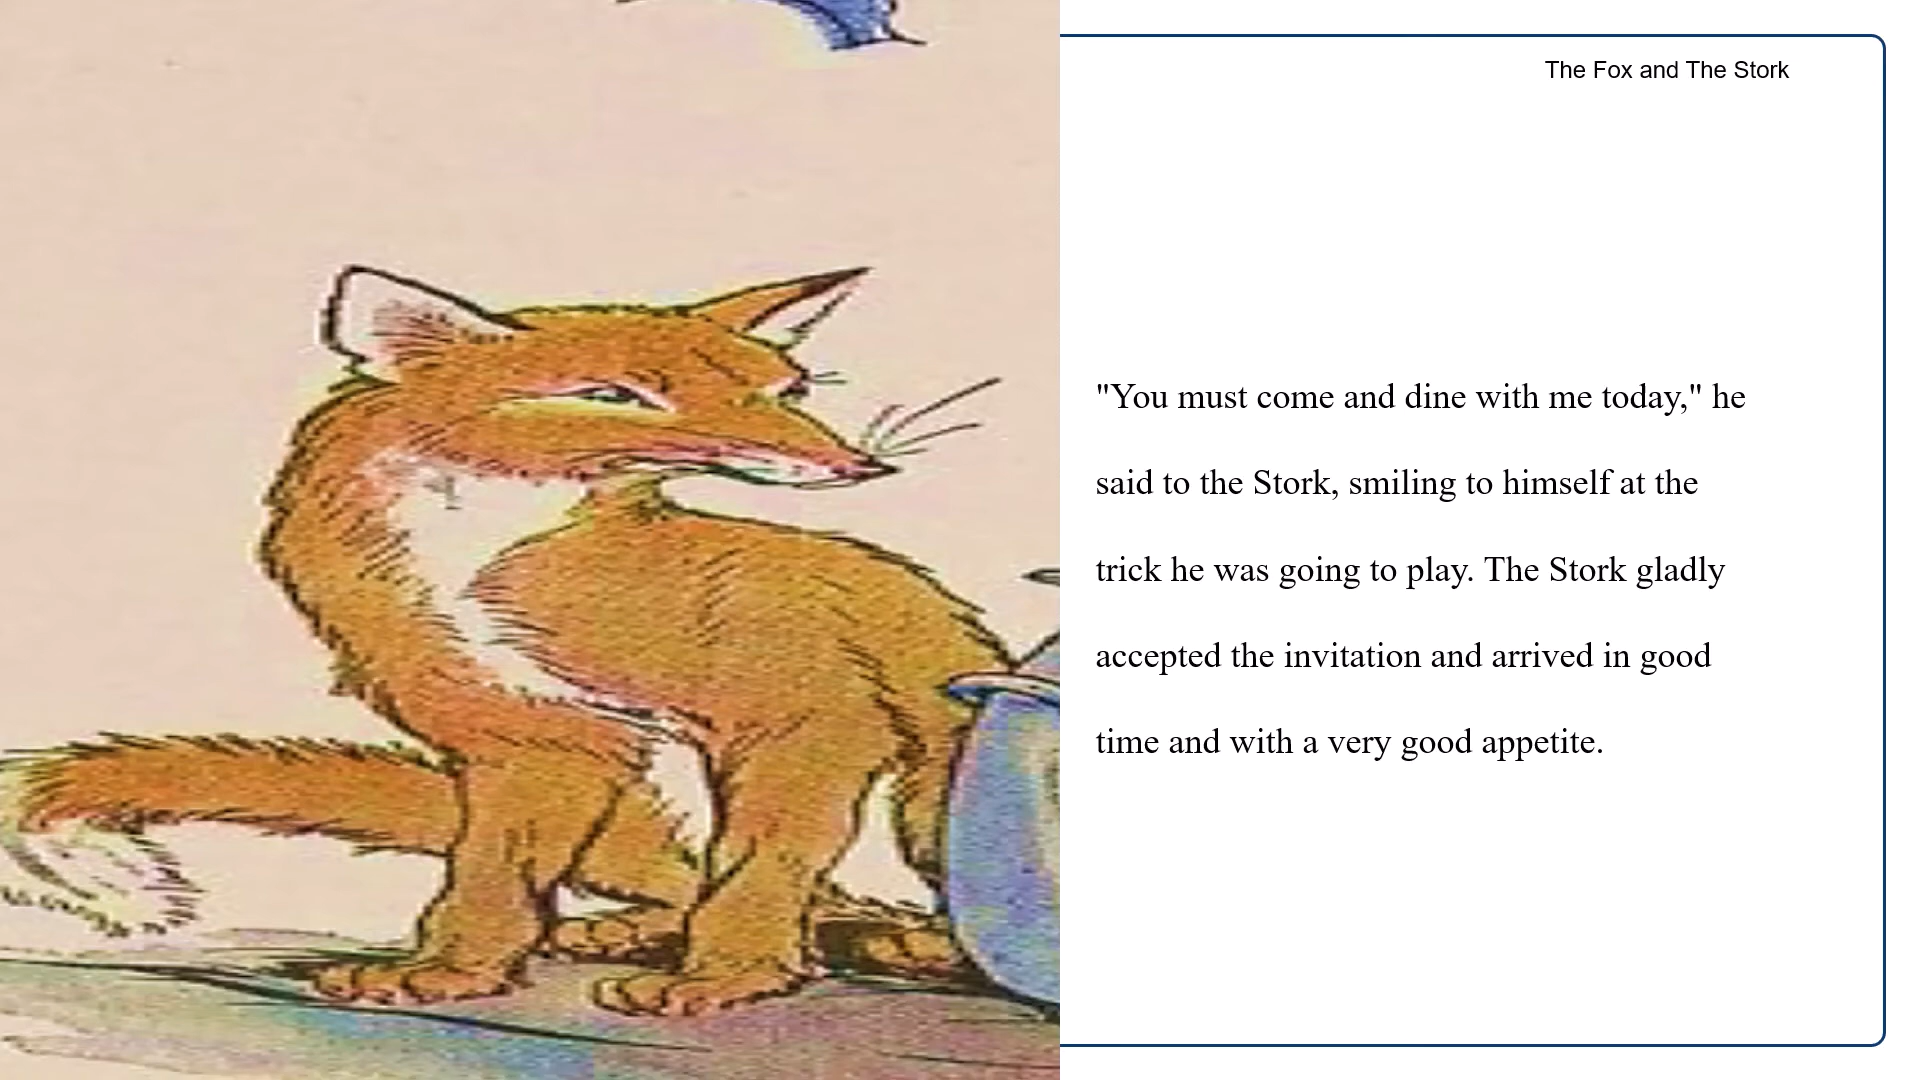 The Fox and The Stork
"You must come and dine with me today," he
said to the Stork, smiling to himself at the
trick he was going to play. The Stork gladly
accepted the invitation and arrived in good
time and with a very good appetite.